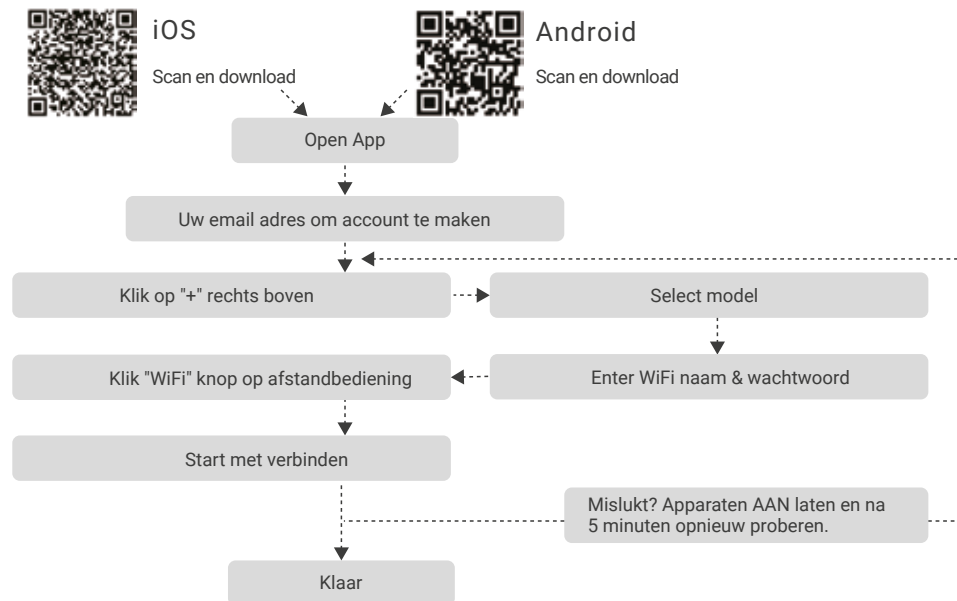 iOS
Scan en download
Android
Scan en download
Open App
Uw email adres om account te maken
Klik op "+" rechts boven
Select model
Enter WiFi naam & wachtwoord
Klik "WiFi" knop op afstandbediening
Start met verbinden
Mislukt? Apparaten AAN laten en na
5 minuten opnieuw proberen.
Klaar